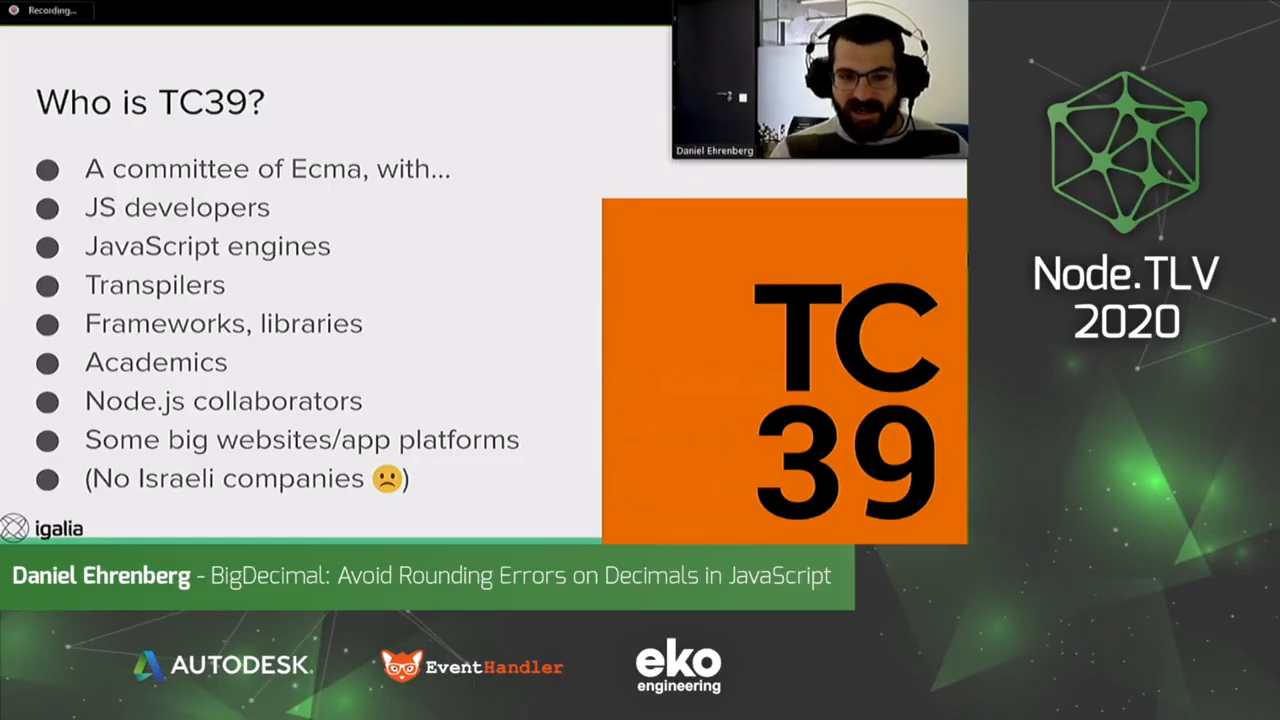 Recording...
Who is TC39?
A committee of Ecma, with...
JS developers
JavaScript engines
Transpilers
Frameworks, libraries
Academics
Node.js collaborators
Some big websites/app platforms
(No Israeli companies 🙁)
igalia
Daniel Ehrenberg
TC
39
Node.TLV
2020
Daniel Ehrenberg - BigDecimal: Avoid Rounding Errors on Decimals in JavaScript
AUTODESK.
EventHandler
eko
engineering